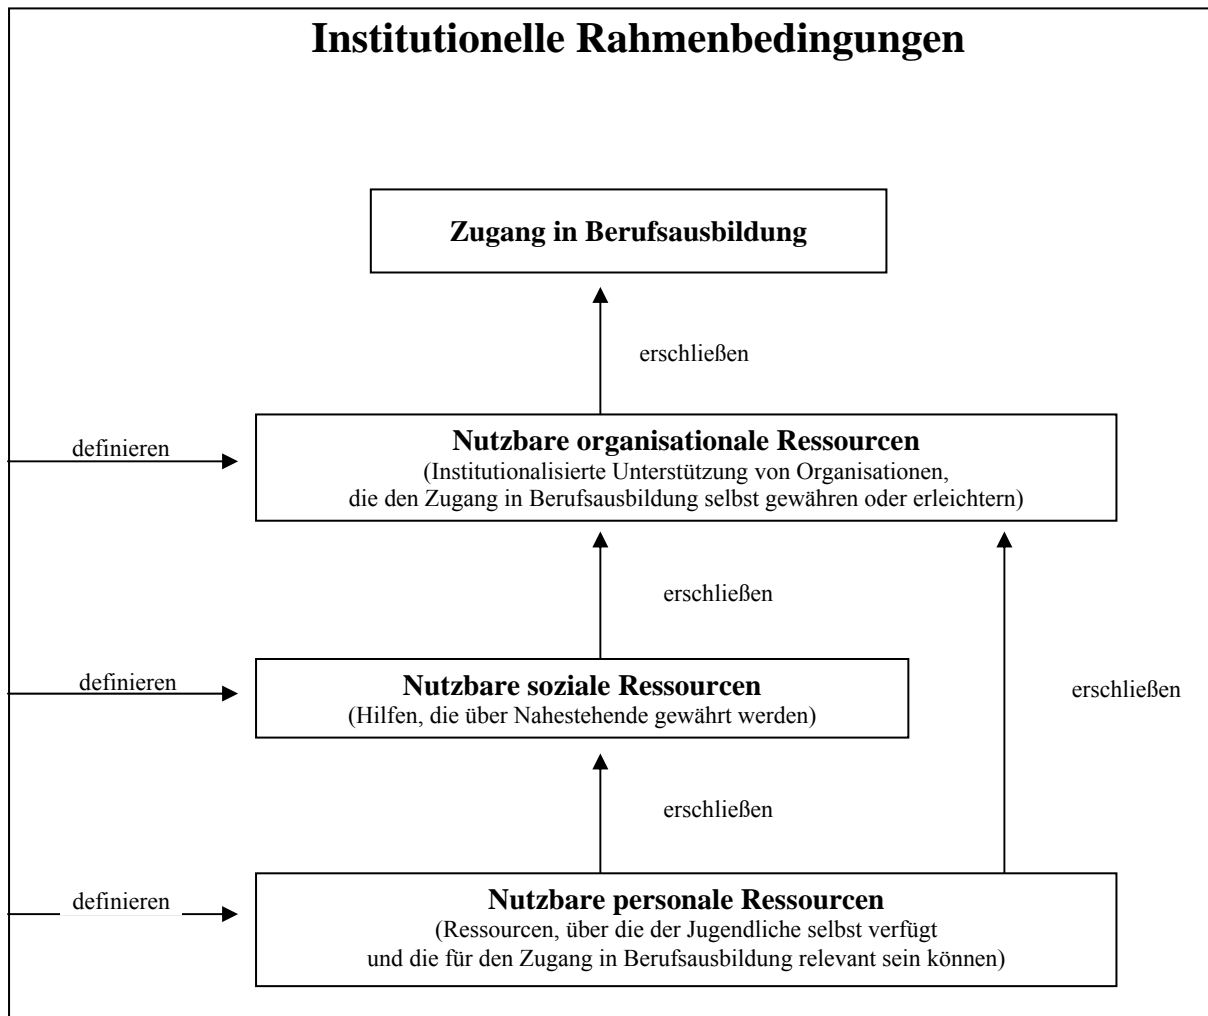 Institutionelle Rahmenbedingungen
Zugang in Berufsausbildung
erschließen
definieren
Nutzbare organisationale Ressourcen
(Institutionalisierte Unterstützung von Organisationen,
die den Zugang in Berufsausbildung selbst gewähren oder erleichtern)
erschließen
definieren
Nutzbare soziale Ressourcen
(Hilfen, die über Nahestehende gewährt werden)
erschließen
erschließen
definieren
Nutzbare personale Ressourcen
(Ressourcen, über die der Jugendliche selbst verfügt
und die für den Zugang in Berufsausbildung relevant sein können)